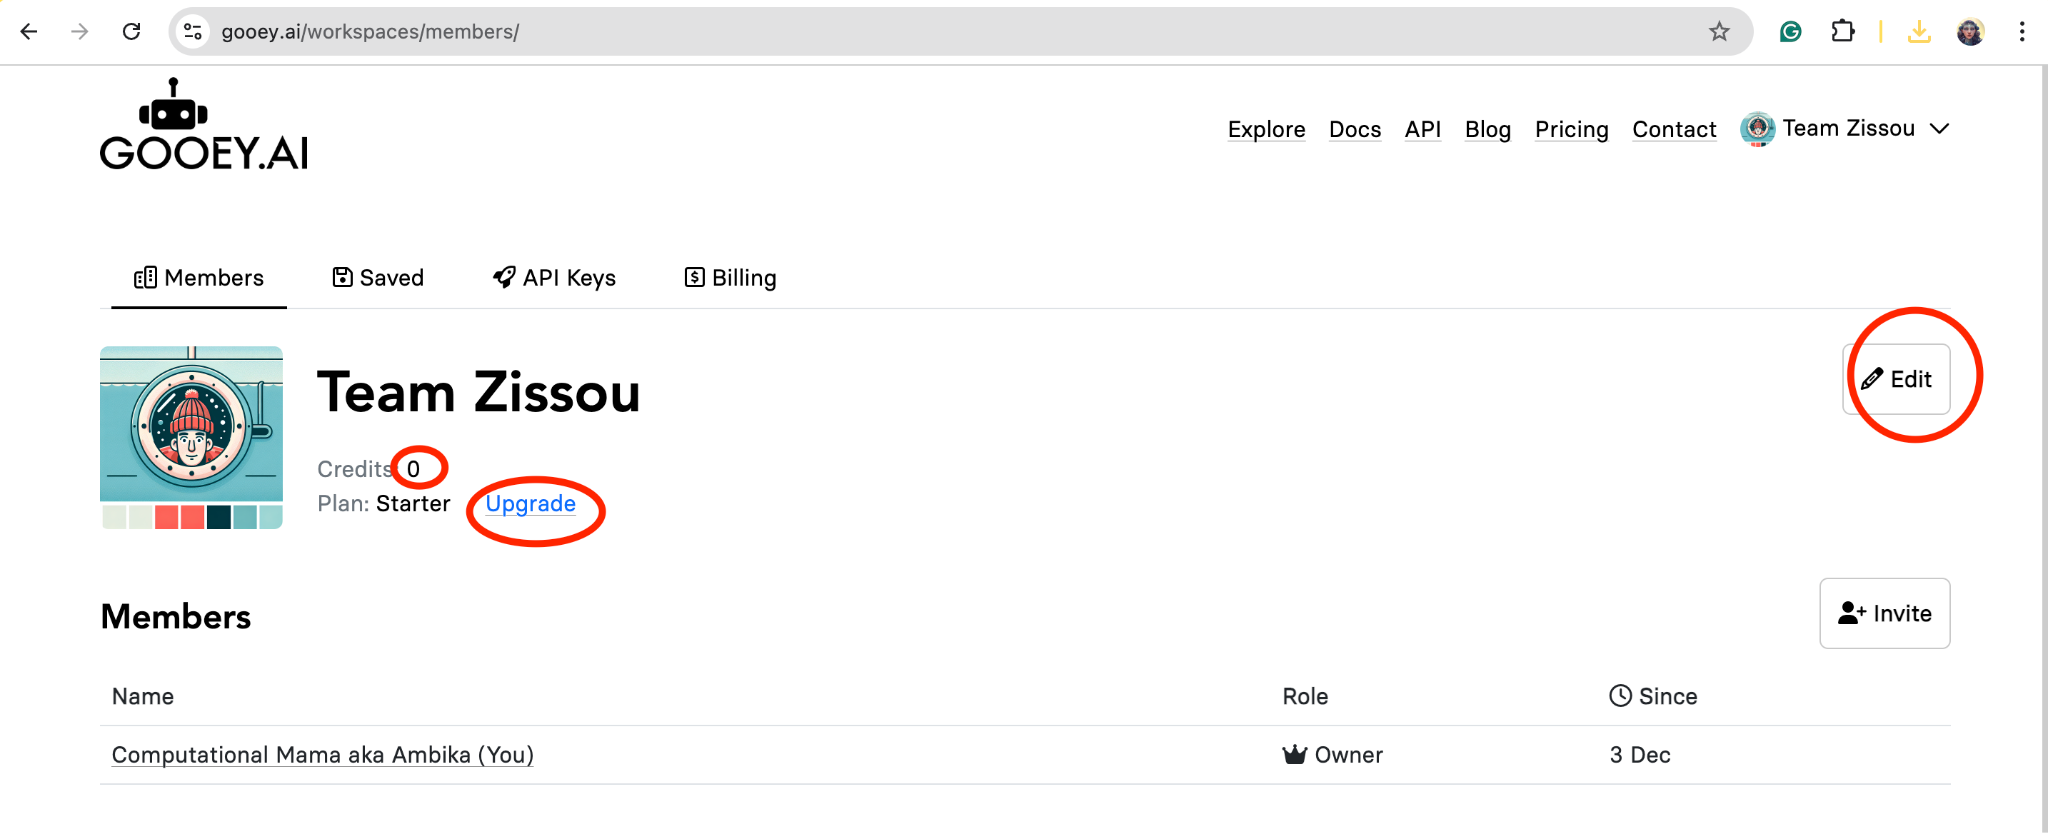 gooey.ai/workspaces/members/
GOOEY.AI
Explore Docs API Blog Pricing Contact Team Zissou
Members Saved API Keys Billing
Team Zissou
Edit
Credits 0
Plan: Starter Upgrade
Members
Invite
Name Role Since
Computational Mama aka Ambika (You) Owner 3 Dec